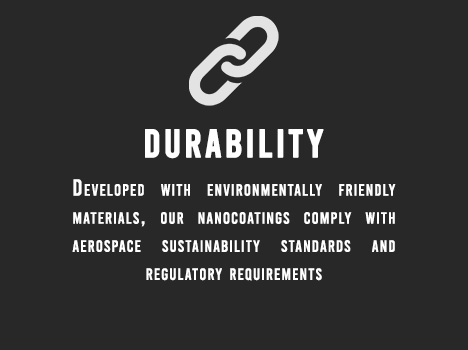 DURABILITY
Developed with environmentally friendly
materials, our nanocoatings comply with
aerospace sustainability standards and
regulatory requirements